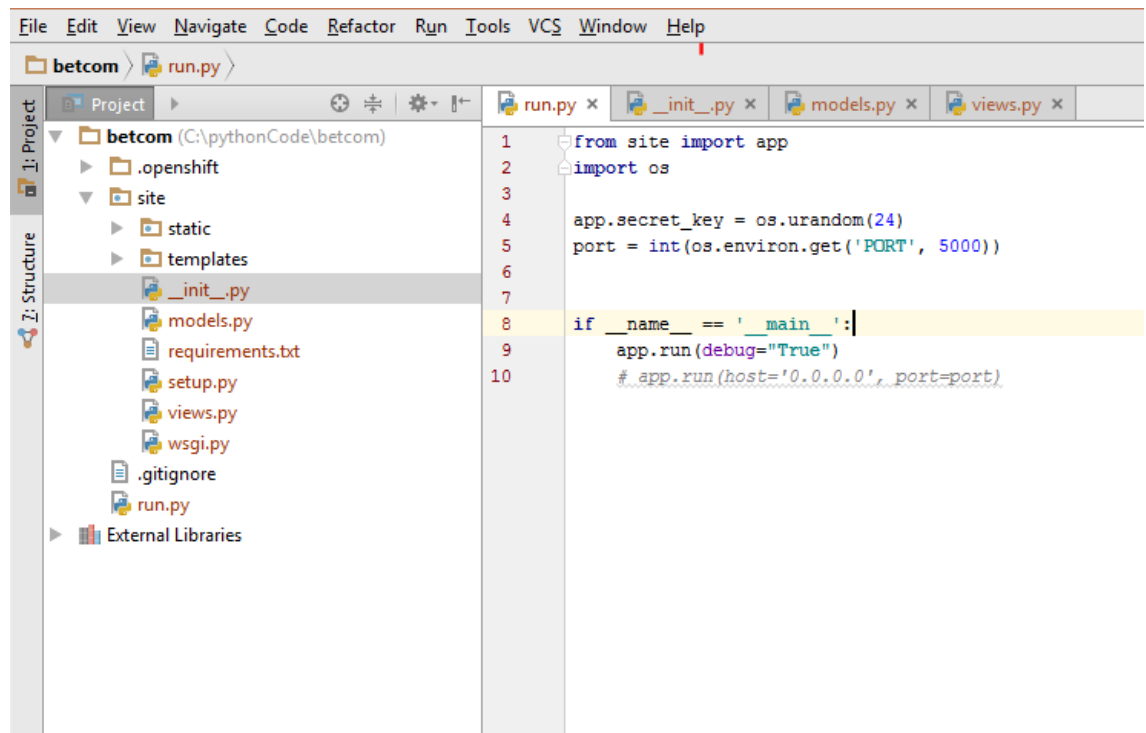 File Edit View Navigate Code Refactor Run Tools VCS Window Help
betcom run.py
1: Project
7: Structure
Project
betcom (C:\pythonCode\betcom)
.openshift
site
static
templates
__init__.py
models.py
requirements.txt
setup.py
views.py
wsgi.py
.gitignore
run.py
External Libraries
run.py × __init__.py × models.py × views.py ×
1 from site import app
2 import os
3
4 app.secret_key = os.urandom(24)
5 port = int(os.environ.get('PORT', 5000))
6
7
8 if __name__ == '__main__':
9 app.run(debug="True")
10 # app.run(host='0.0.0.0', port=port)